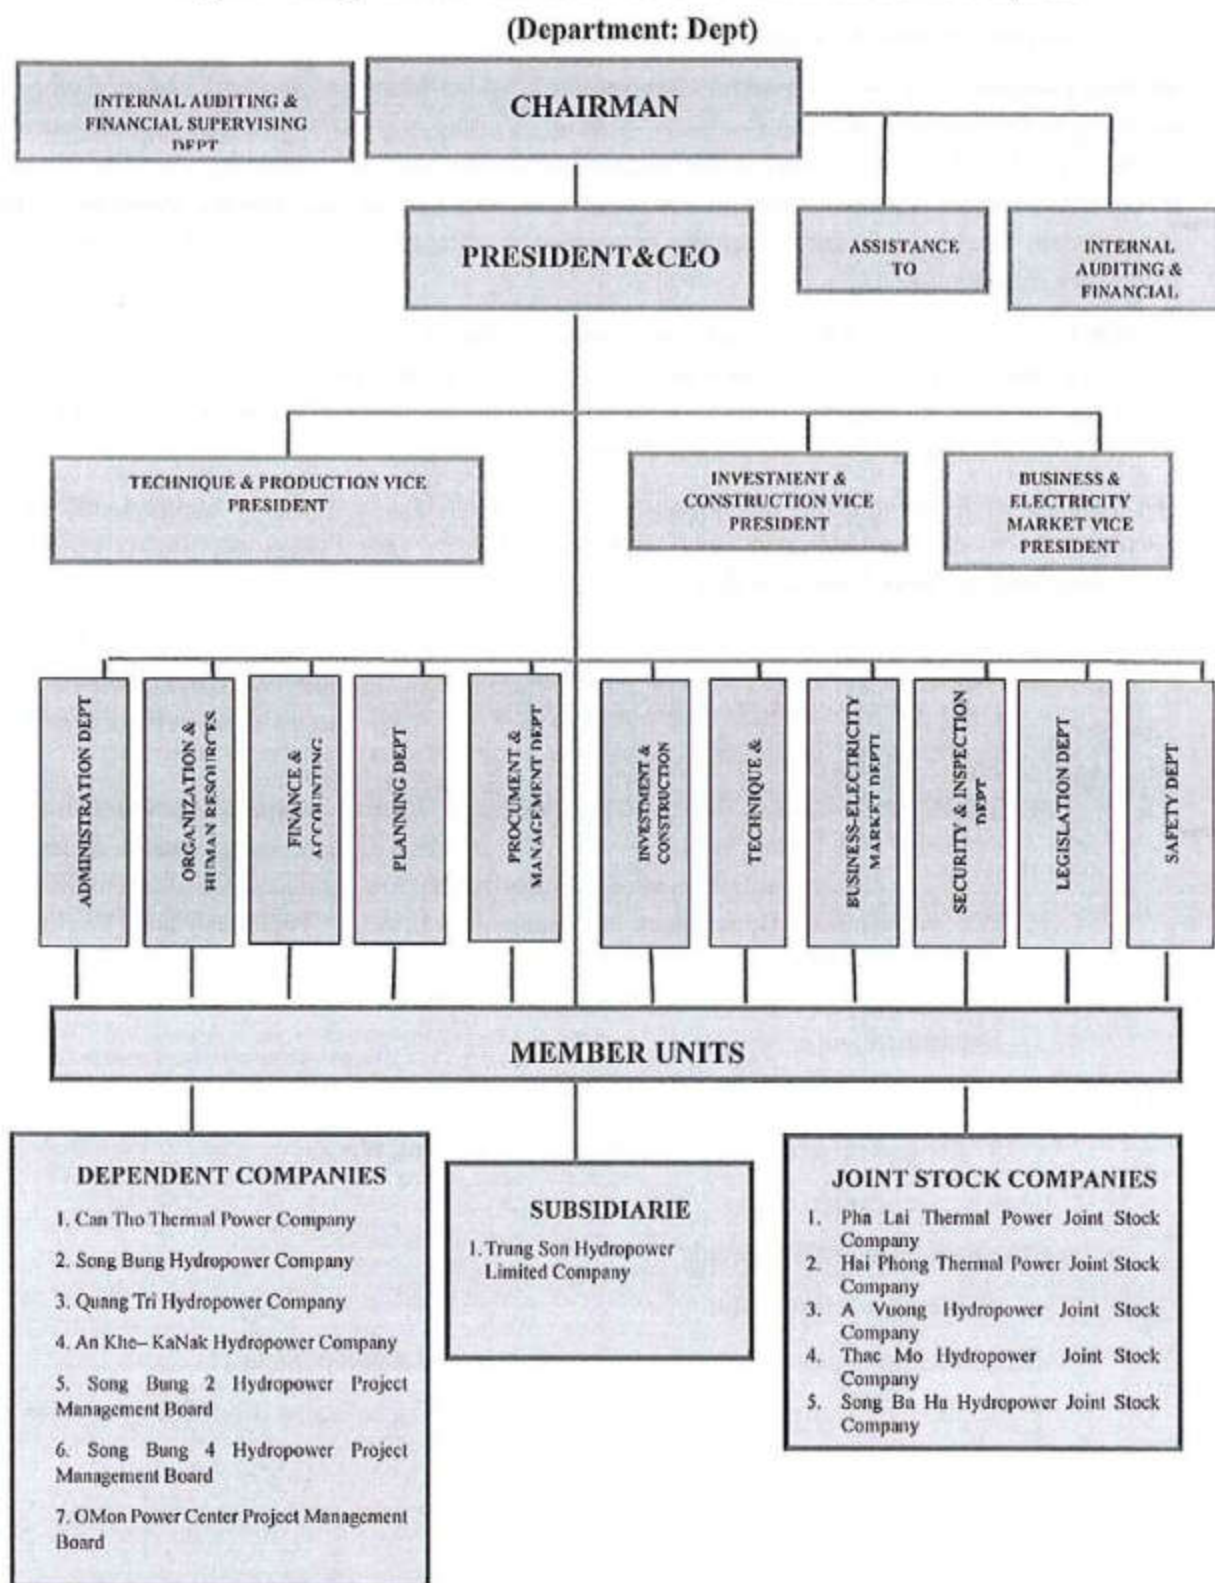 (Department: Dept)
INTERNAL AUDITING &
FINANCIAL SUPERVISING
DEPT
CHAIRMAN
PRESIDENT&CEO
ASSISTANCE
TO
INTERNAL
AUDITING &
FINANCIAL
TECHNIQUE & PRODUCTION VICE
PRESIDENT
INVESTMENT &
CONSTRUCTION VICE
PRESIDENT
BUSINESS &
ELECTRICITY
MARKET VICE
PRESIDENT
ADMINISTRATION DEPT
ORGANIZATION &
HUMAN RESOURCES
FINANCE &
ACCOUNTING
PLANNING DEPT
PROCUMENT &
MANAGEMENT DEPT
INVESTMENT &
CONSTRUCTION
TECHNIQUE &
BUSINESS-ELECTRICITY
MARKET DEPTT
SECURITY & INSPECTION
DEPT
LEGISLATION DEPT
SAFETY DEPT
MEMBER UNITS
DEPENDENT COMPANIES
1. Can Tho Thermal Power Company
2. Song Bung Hydropower Company
3. Quang Tri Hydropower Company
4. An Khe– KaNak Hydropower Company
5. Song Bung 2 Hydropower Project
Management Board
6. Song Bung 4 Hydropower Project
Management Board
7. OMon Power Center Project Management
Board
SUBSIDIARIE
1. Trung Son Hydropower
Limited Company
JOINT STOCK COMPANIES
1. Pha Lai Thermal Power Joint Stock
Company
2. Hai Phong Thermal Power Joint Stock
Company
3. A Vuong Hydropower Joint Stock
Company
4. Thac Mo Hydropower Joint Stock
Company
5. Song Ba Ha Hydropower Joint Stock
Company